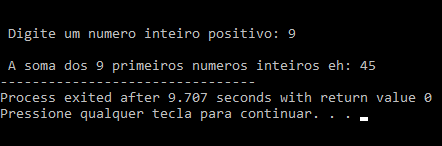 Digite um numero inteiro positivo: 9
A soma dos 9 primeiros numeros inteiros eh: 45
--------------------------------
Process exited after 9.707 seconds with return value 0
Pressione qualquer tecla para continuar. . .